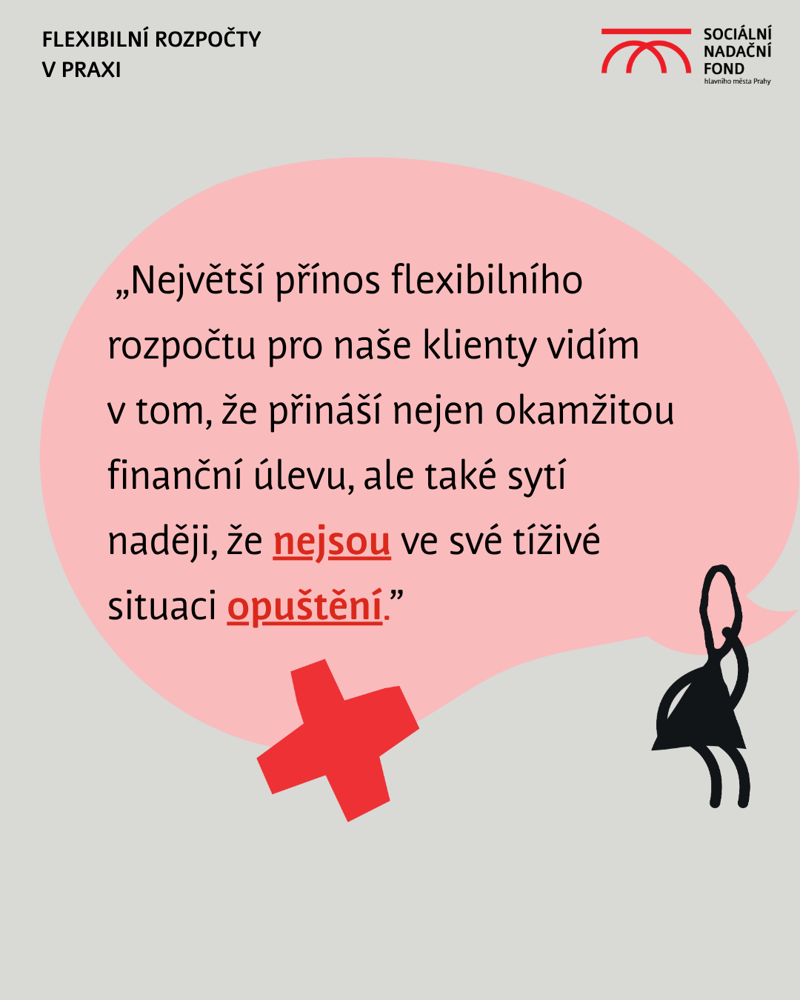 FLEXIBILNÍ ROZPOČTY
V PRAXI
SOCIÁLNÍ
NADAČNÍ
FOND
hlavního města Prahy
„Největší přínos flexibilního
rozpočtu pro naše klienty vidím
v tom, že přináší nejen okamžitou
finanční úlevu, ale také sytí
naději, že nejsou ve své tíživé
situaci opuštění.”